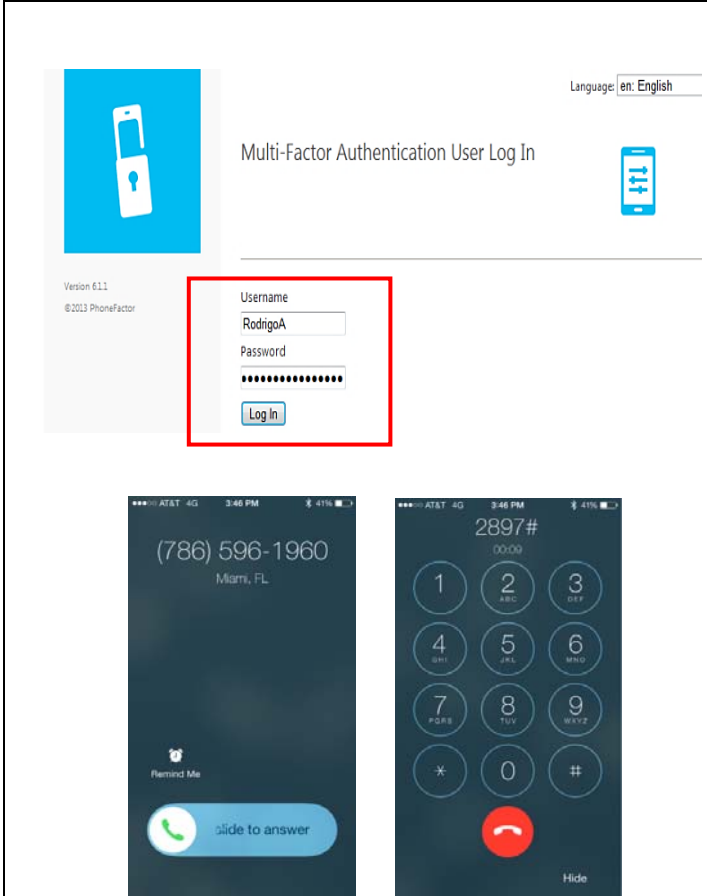 Language: en: English
Multi-Factor Authentication User Log In
Version 6.1.1
©2013 PhoneFactor
Username
RodrigoA
Password
••••••••••••••••
Log In
AT&T 4G 3:46 PM 41%
(786) 596-1960
Miami, FL
Remind Me
slide to answer
AT&T 4G 3:46 PM 41%
2897#
00:09
1 2 3
ABC DEF
4 5 6
GHI JKL MNO
7 8 9
PQRS TUV WXYZ
* 0 #
Hide